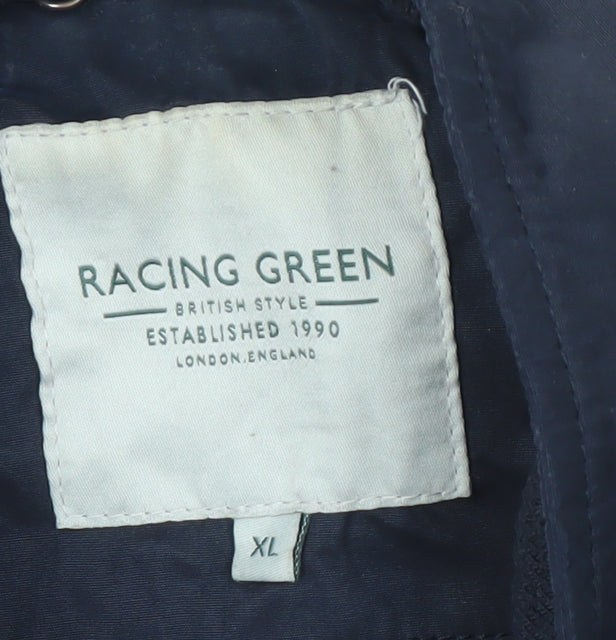 RACING GREEN
BRITISH STYLE
ESTABLISHED 1990
LONDON, ENGLAND
XL